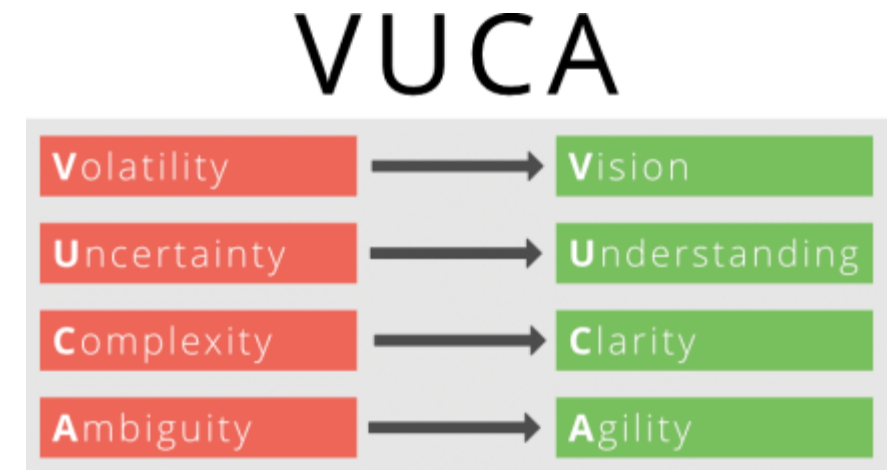 VUCA
Volatility Vision
Uncertainty Understanding
Complexity Clarity
Ambiguity Agility